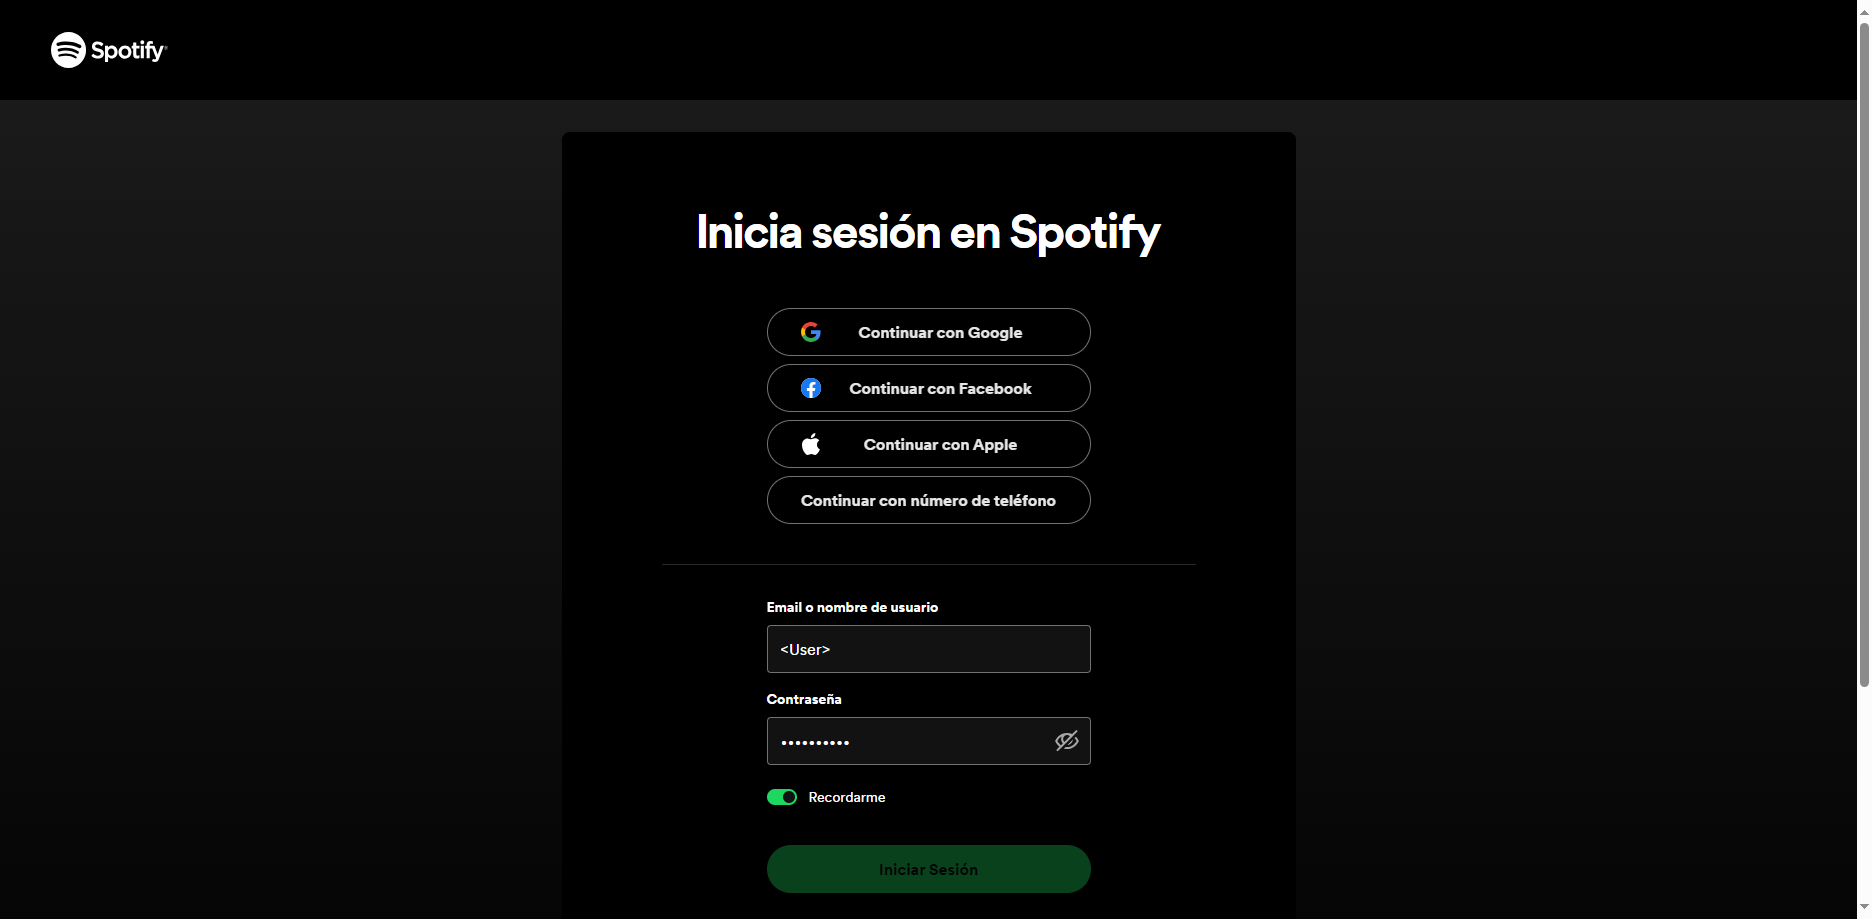 Spotify
Inicia sesión en Spotify
Continuar con Google
Continuar con Facebook
Continuar con Apple
Continuar con número de teléfono
Email o nombre de usuario
<User>
Contraseña
••••••••••
Recordarme
Iniciar Sesión